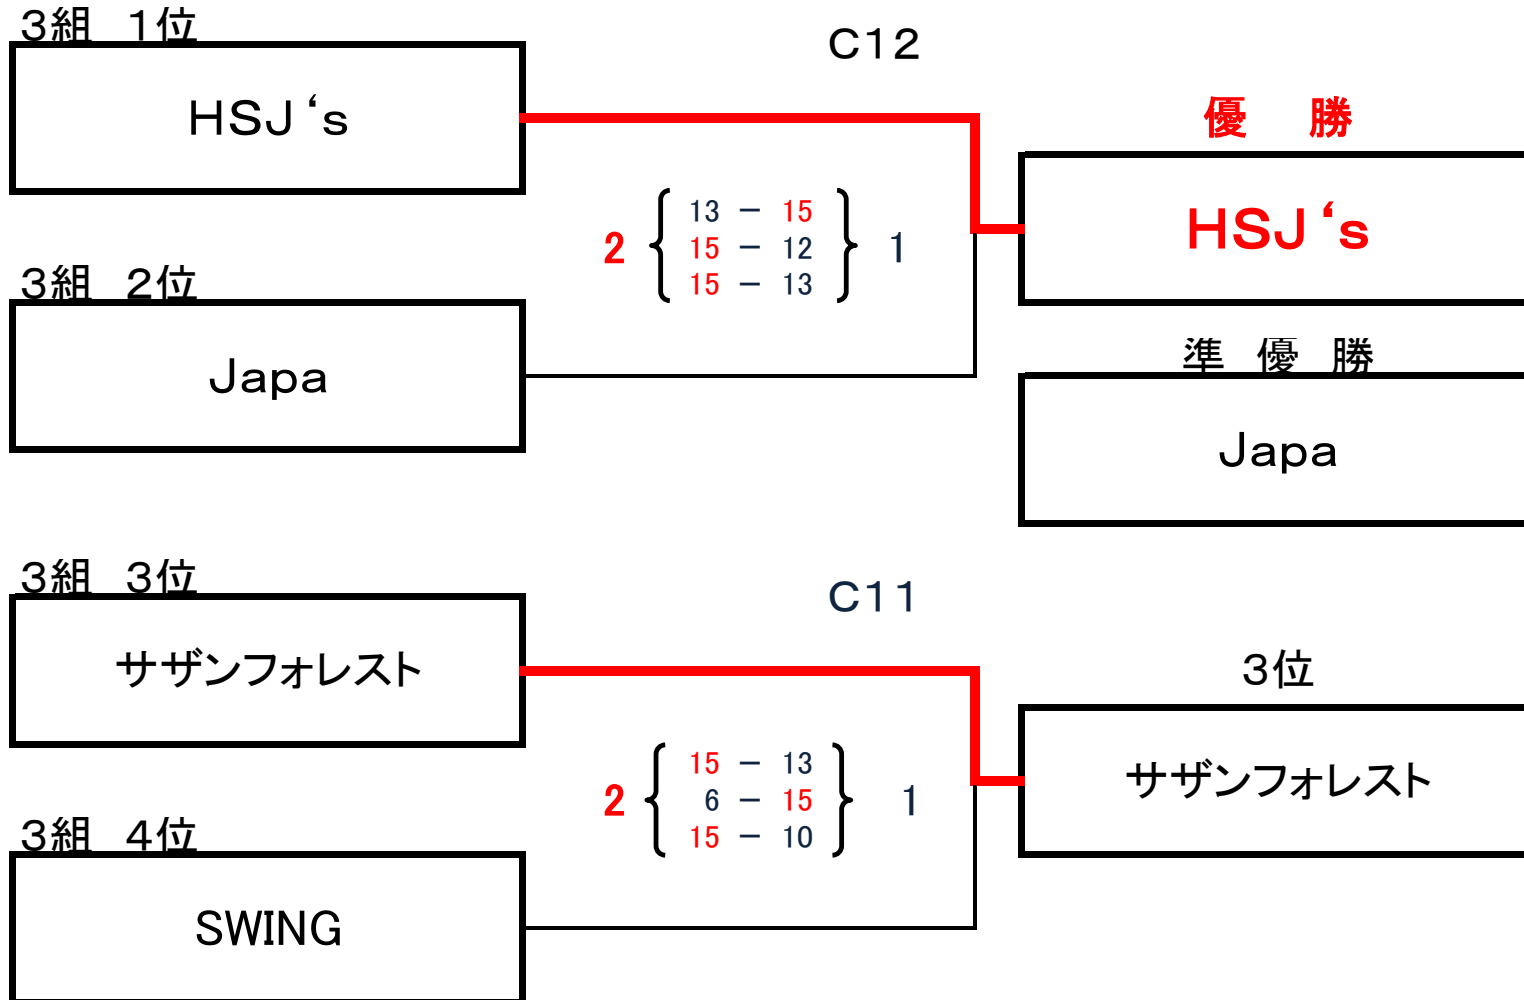 3組 1位
C12
HSJ‘s
優 勝
HSJ‘s
2 { 13 － 15 } 1
15 － 12
15 － 13
3組 2位
Japa
準 優 勝
Japa
3組 3位
C11
サザンフォレスト
3位
サザンフォレスト
2 { 15 － 13 } 1
6 － 15
15 － 10
3組 4位
SWING